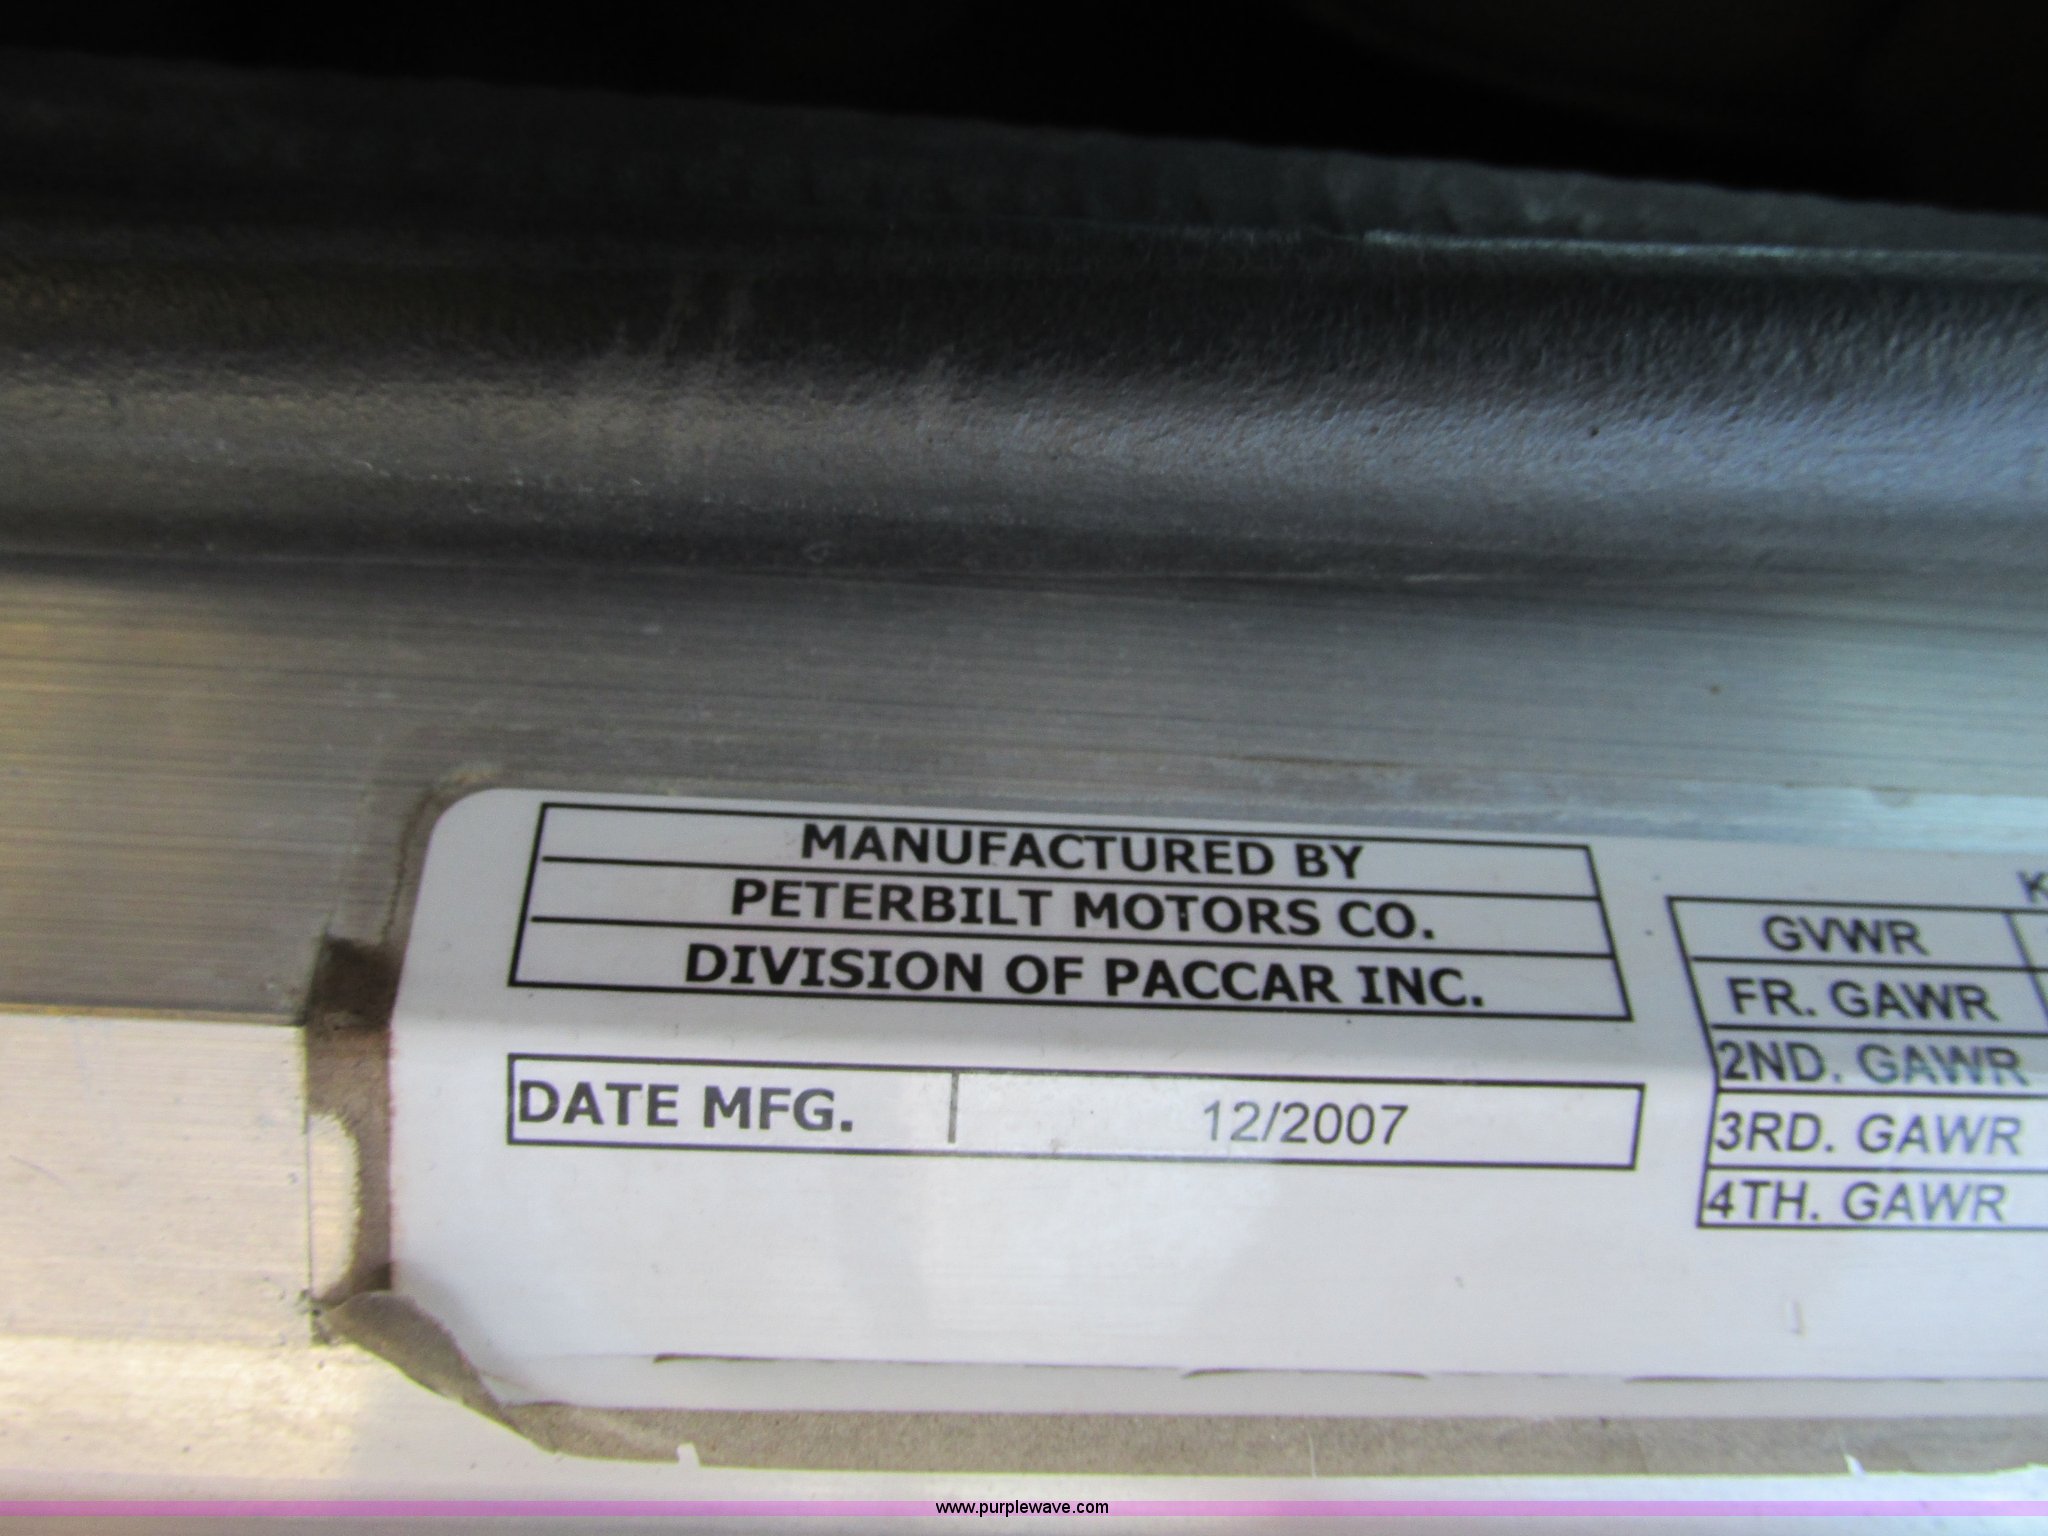 MANUFACTURED BY
PETERBILT MOTORS CO.
DIVISION OF PACCAR INC.
DATE MFG. 12/2007
K
GVWR
FR. GAWR
2ND. GAWR
3RD. GAWR
4TH. GAWR
www.purplewave.com